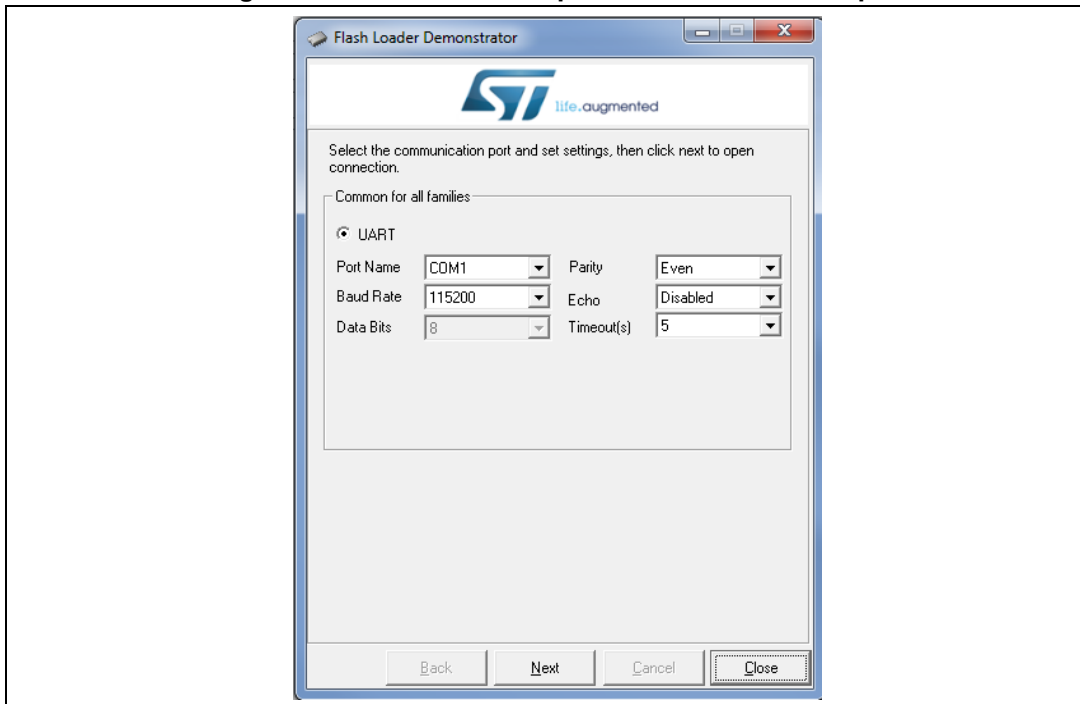 Flash Loader Demonstrator
life.augmented
Select the communication port and set settings, then click next to open
connection.
Common for all families
UART
Port Name COM1 Parity Even
Baud Rate 115200 Echo Disabled
Data Bits 8 Timeout(s) 5
Back Next Cancel Close